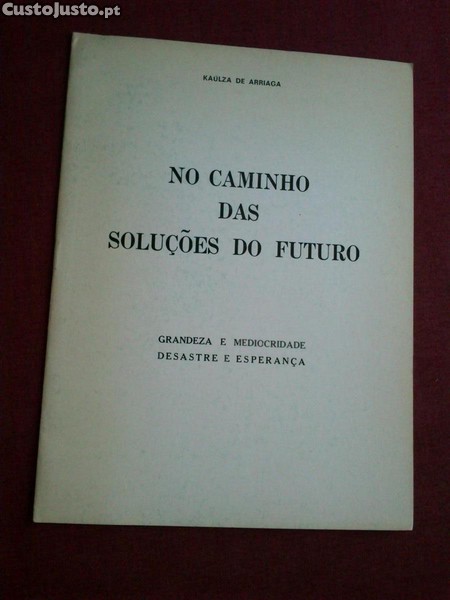 CustoJusto.pt
KAÚLZA DE ARRIAGA
NO CAMINHO
DAS
SOLUÇÕES DO FUTURO
GRANDEZA E MEDIOCRIDADE
DESASTRE E ESPERANÇA